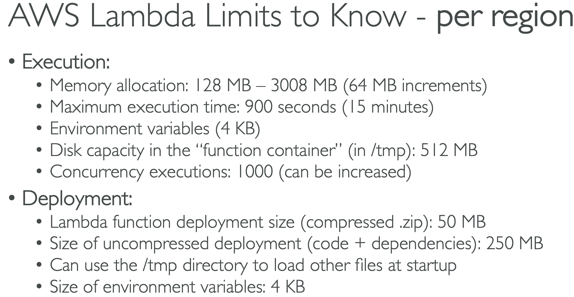 AWS Lambda Limits to Know - per region
• Execution:
• Memory allocation: 128 MB – 3008 MB (64 MB increments)
• Maximum execution time: 900 seconds (15 minutes)
• Environment variables (4 KB)
• Disk capacity in the “function container” (in /tmp): 512 MB
• Concurrency executions: 1000 (can be increased)
• Deployment:
• Lambda function deployment size (compressed .zip): 50 MB
• Size of uncompressed deployment (code + dependencies): 250 MB
• Can use the /tmp directory to load other files at startup
• Size of environment variables: 4 KB